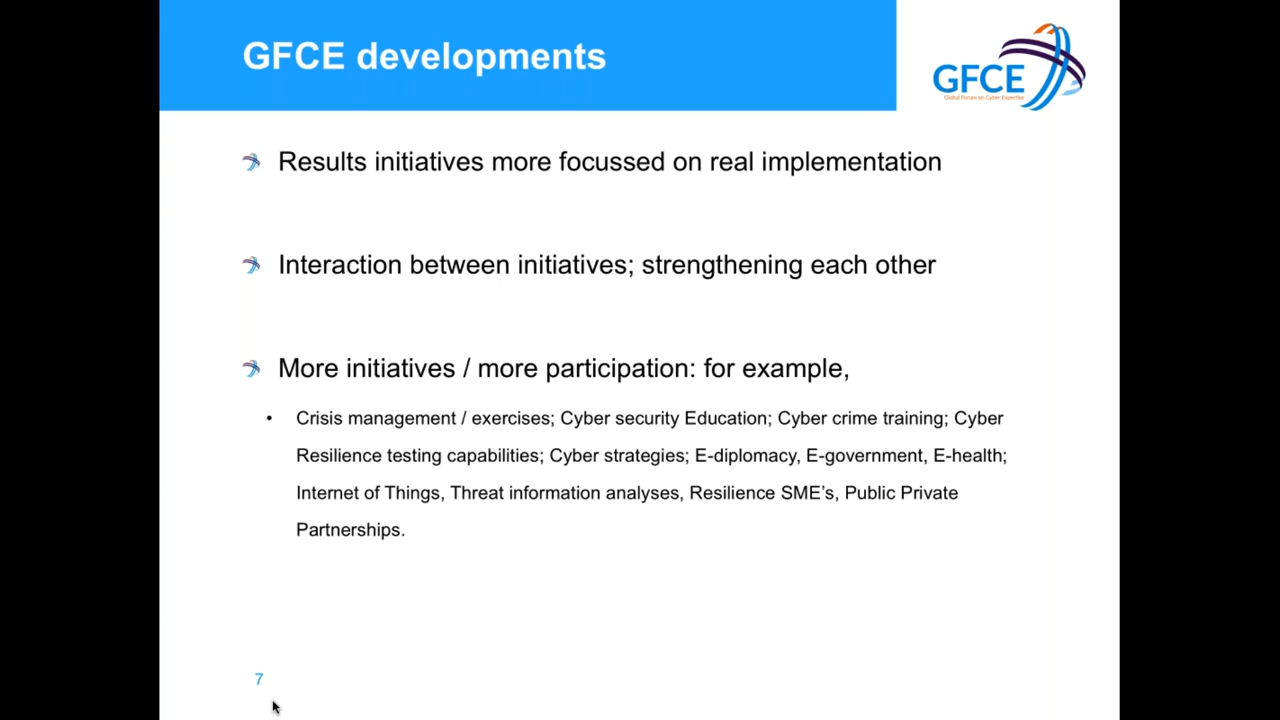 GFCE developments
GFCE
Global Forum on Cyber Expertise
Results initiatives more focussed on real implementation
Interaction between initiatives; strengthening each other
More initiatives / more participation: for example,
• Crisis management / exercises; Cyber security Education; Cyber crime training; Cyber
Resilience testing capabilities; Cyber strategies; E-diplomacy, E-government, E-health;
Internet of Things, Threat information analyses, Resilience SME’s, Public Private
Partnerships.
7